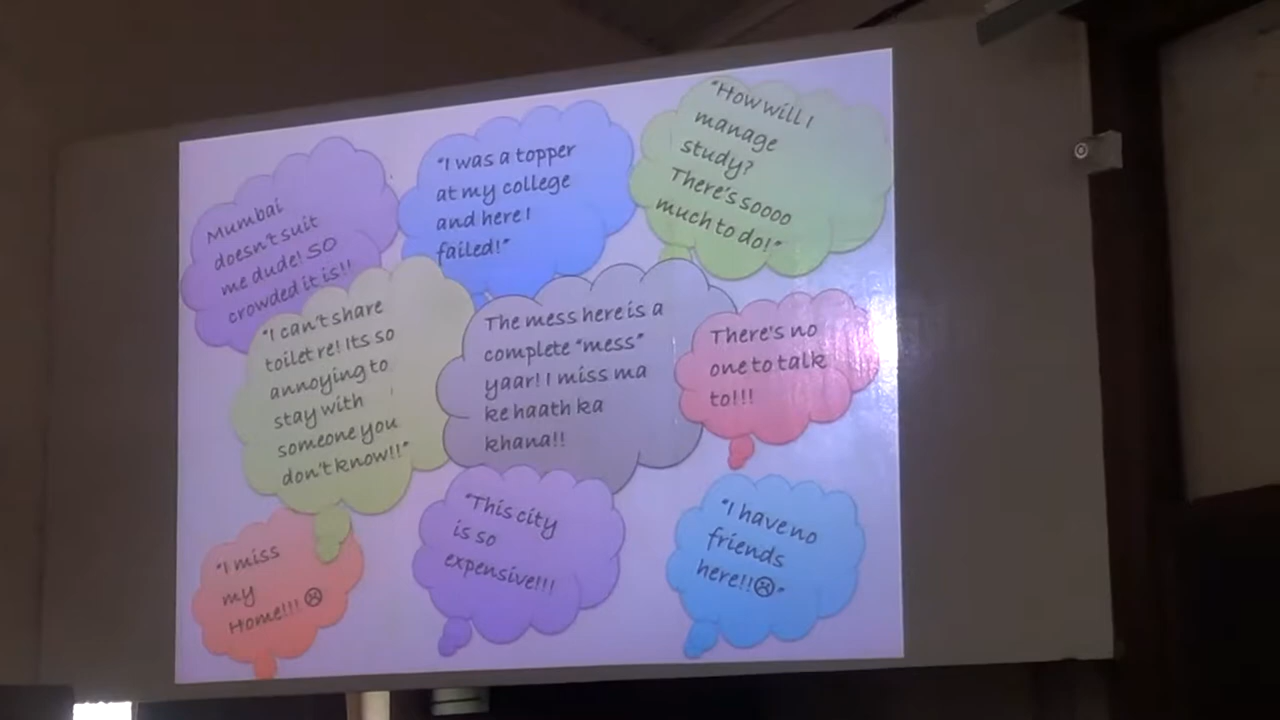 Mumbai
doesn't suit
me dude! SO
crowded it is!!
"I was a topper
at my college
and here I
failed!"
"How will I
manage
study?
There's soooo
much to do!"
"I can't share
toilet re! Its so
annoying to
stay with
someone you
don't know!!"
The mess here is a
complete "mess"
yaar! I miss ma
ke haath ka
khana!!
There's no
one to talk
to!!!
"I miss
my
Home!!! ☹
"This city
is so
expensive!!!
"I have no
friends
here!!☹"